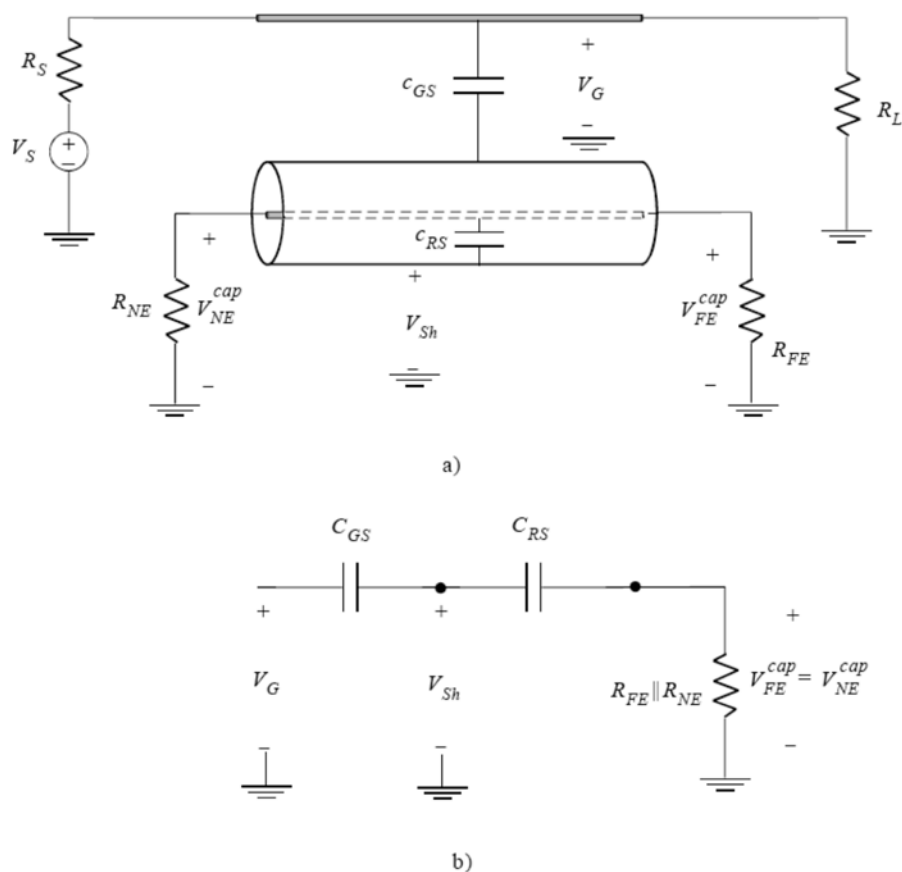 R_S
c_GS
+
V_G
−
R_L
V_S
+
−
c_RS
+
R_NE
V_NE^cap
−
+
V_Sh
−
+
V_FE^cap
−
R_FE
a)
C_GS
C_RS
+
+
+
V_G
V_Sh
R_FE || R_NE
V_FE^cap = V_NE^cap
−
−
−
b)